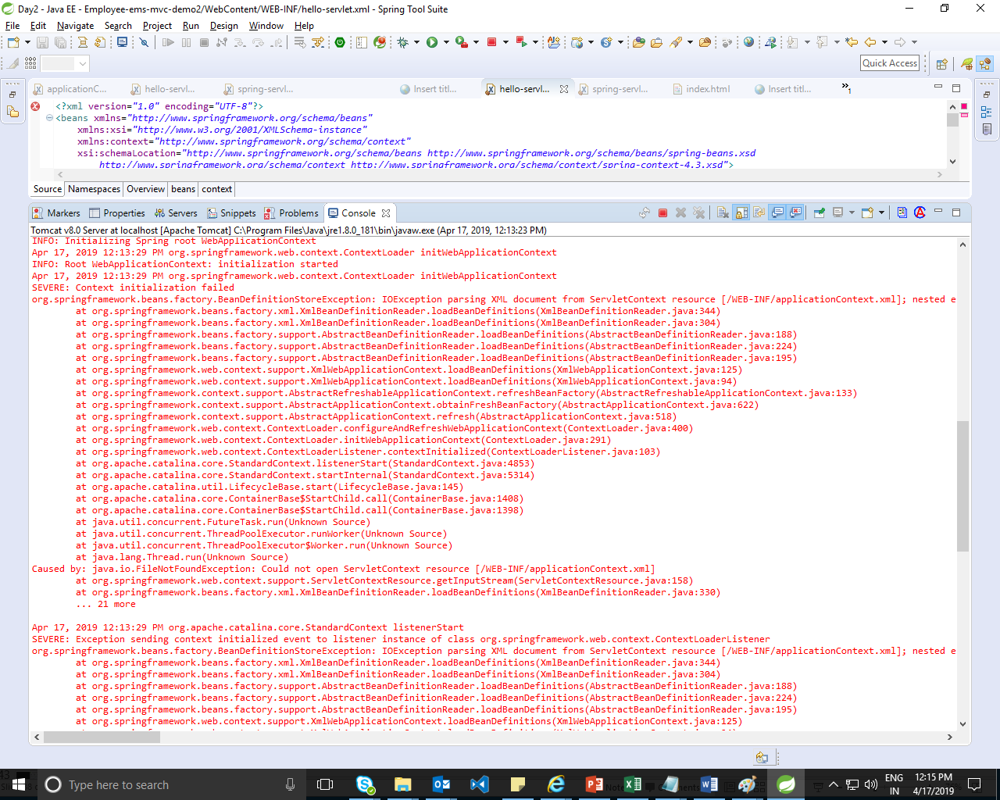 Day2 - Java EE - Employee-ems-mvc-demo2/WebContent/WEB-INF/hello-servlet.xml - Spring Tool Suite
File Edit Navigate Search Project Run Design Window Help
Quick Access
applicationC... hello-servl... spring-servl... Insert titl... hello-servl... spring-servl... index.html Insert titl... »1
<?xml version="1.0" encoding="UTF-8"?>
<beans xmlns="http://www.springframework.org/schema/beans"
xmlns:xsi="http://www.w3.org/2001/XMLSchema-instance"
xmlns:context="http://www.springframework.org/schema/context"
xsi:schemaLocation="http://www.springframework.org/schema/beans http://www.springframework.org/schema/beans/spring-beans.xsd
http://www.springframework.org/schema/context http://www.springframework.org/schema/context/spring-context-4.3.xsd">
Source Namespaces Overview beans context
Markers Properties Servers Snippets Problems Console
Tomcat v8.0 Server at localhost [Apache Tomcat] C:\Program Files\Java\jre1.8.0_181\bin\javaw.exe (Apr 17, 2019, 12:13:23 PM)
INFO: Initializing Spring root WebApplicationContext
Apr 17, 2019 12:13:29 PM org.springframework.web.context.ContextLoader initWebApplicationContext
INFO: Root WebApplicationContext: initialization started
Apr 17, 2019 12:13:29 PM org.springframework.web.context.ContextLoader initWebApplicationContext
SEVERE: Context initialization failed
org.springframework.beans.factory.BeanDefinitionStoreException: IOException parsing XML document from ServletContext resource [/WEB-INF/applicationContext.xml]; nested e
at org.springframework.beans.factory.xml.XmlBeanDefinitionReader.loadBeanDefinitions(XmlBeanDefinitionReader.java:344)
at org.springframework.beans.factory.xml.XmlBeanDefinitionReader.loadBeanDefinitions(XmlBeanDefinitionReader.java:304)
at org.springframework.beans.factory.support.AbstractBeanDefinitionReader.loadBeanDefinitions(AbstractBeanDefinitionReader.java:188)
at org.springframework.beans.factory.support.AbstractBeanDefinitionReader.loadBeanDefinitions(AbstractBeanDefinitionReader.java:224)
at org.springframework.beans.factory.support.AbstractBeanDefinitionReader.loadBeanDefinitions(AbstractBeanDefinitionReader.java:195)
at org.springframework.web.context.support.XmlWebApplicationContext.loadBeanDefinitions(XmlWebApplicationContext.java:125)
at org.springframework.web.context.support.XmlWebApplicationContext.loadBeanDefinitions(XmlWebApplicationContext.java:94)
at org.springframework.context.support.AbstractRefreshableApplicationContext.refreshBeanFactory(AbstractRefreshableApplicationContext.java:133)
at org.springframework.context.support.AbstractApplicationContext.obtainFreshBeanFactory(AbstractApplicationContext.java:622)
at org.springframework.context.support.AbstractApplicationContext.refresh(AbstractApplicationContext.java:518)
at org.springframework.web.context.ContextLoader.configureAndRefreshWebApplicationContext(ContextLoader.java:400)
at org.springframework.web.context.ContextLoader.initWebApplicationContext(ContextLoader.java:291)
at org.springframework.web.context.ContextLoaderListener.contextInitialized(ContextLoaderListener.java:103)
at org.apache.catalina.core.StandardContext.listenerStart(StandardContext.java:4853)
at org.apache.catalina.core.StandardContext.startInternal(StandardContext.java:5314)
at org.apache.catalina.util.LifecycleBase.start(LifecycleBase.java:145)
at org.apache.catalina.core.ContainerBase$StartChild.call(ContainerBase.java:1408)
at org.apache.catalina.core.ContainerBase$StartChild.call(ContainerBase.java:1398)
at java.util.concurrent.FutureTask.run(Unknown Source)
at java.util.concurrent.ThreadPoolExecutor.runWorker(Unknown Source)
at java.util.concurrent.ThreadPoolExecutor$Worker.run(Unknown Source)
at java.lang.Thread.run(Unknown Source)
Caused by: java.io.FileNotFoundException: Could not open ServletContext resource [/WEB-INF/applicationContext.xml]
at org.springframework.web.context.support.ServletContextResource.getInputStream(ServletContextResource.java:158)
at org.springframework.beans.factory.xml.XmlBeanDefinitionReader.loadBeanDefinitions(XmlBeanDefinitionReader.java:330)
... 21 more
Apr 17, 2019 12:13:29 PM org.apache.catalina.core.StandardContext listenerStart
SEVERE: Exception sending context initialized event to listener instance of class org.springframework.web.context.ContextLoaderListener
org.springframework.beans.factory.BeanDefinitionStoreException: IOException parsing XML document from ServletContext resource [/WEB-INF/applicationContext.xml]; nested e
at org.springframework.beans.factory.xml.XmlBeanDefinitionReader.loadBeanDefinitions(XmlBeanDefinitionReader.java:344)
at org.springframework.beans.factory.xml.XmlBeanDefinitionReader.loadBeanDefinitions(XmlBeanDefinitionReader.java:304)
at org.springframework.beans.factory.support.AbstractBeanDefinitionReader.loadBeanDefinitions(AbstractBeanDefinitionReader.java:188)
at org.springframework.beans.factory.support.AbstractBeanDefinitionReader.loadBeanDefinitions(AbstractBeanDefinitionReader.java:224)
at org.springframework.beans.factory.support.AbstractBeanDefinitionReader.loadBeanDefinitions(AbstractBeanDefinitionReader.java:195)
at org.springframework.web.context.support.XmlWebApplicationContext.loadBeanDefinitions(XmlWebApplicationContext.java:125)
Type here to search
ENG 12:15 PM
IN 4/17/2019